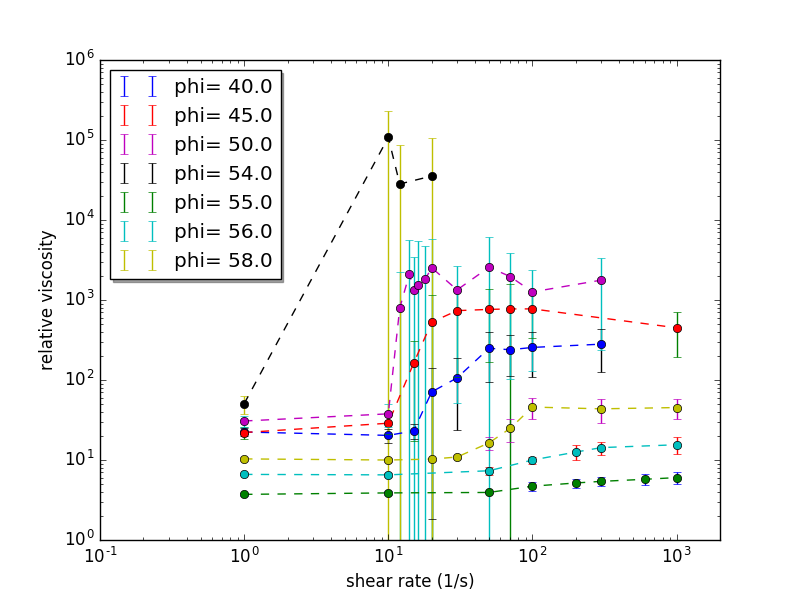 10^6
10^5
10^4
10^3
10^2
10^1
10^0
relative viscosity
phi= 40.0
phi= 45.0
phi= 50.0
phi= 54.0
phi= 55.0
phi= 56.0
phi= 58.0
10^-1 10^0 10^1 10^2 10^3
shear rate (1/s)